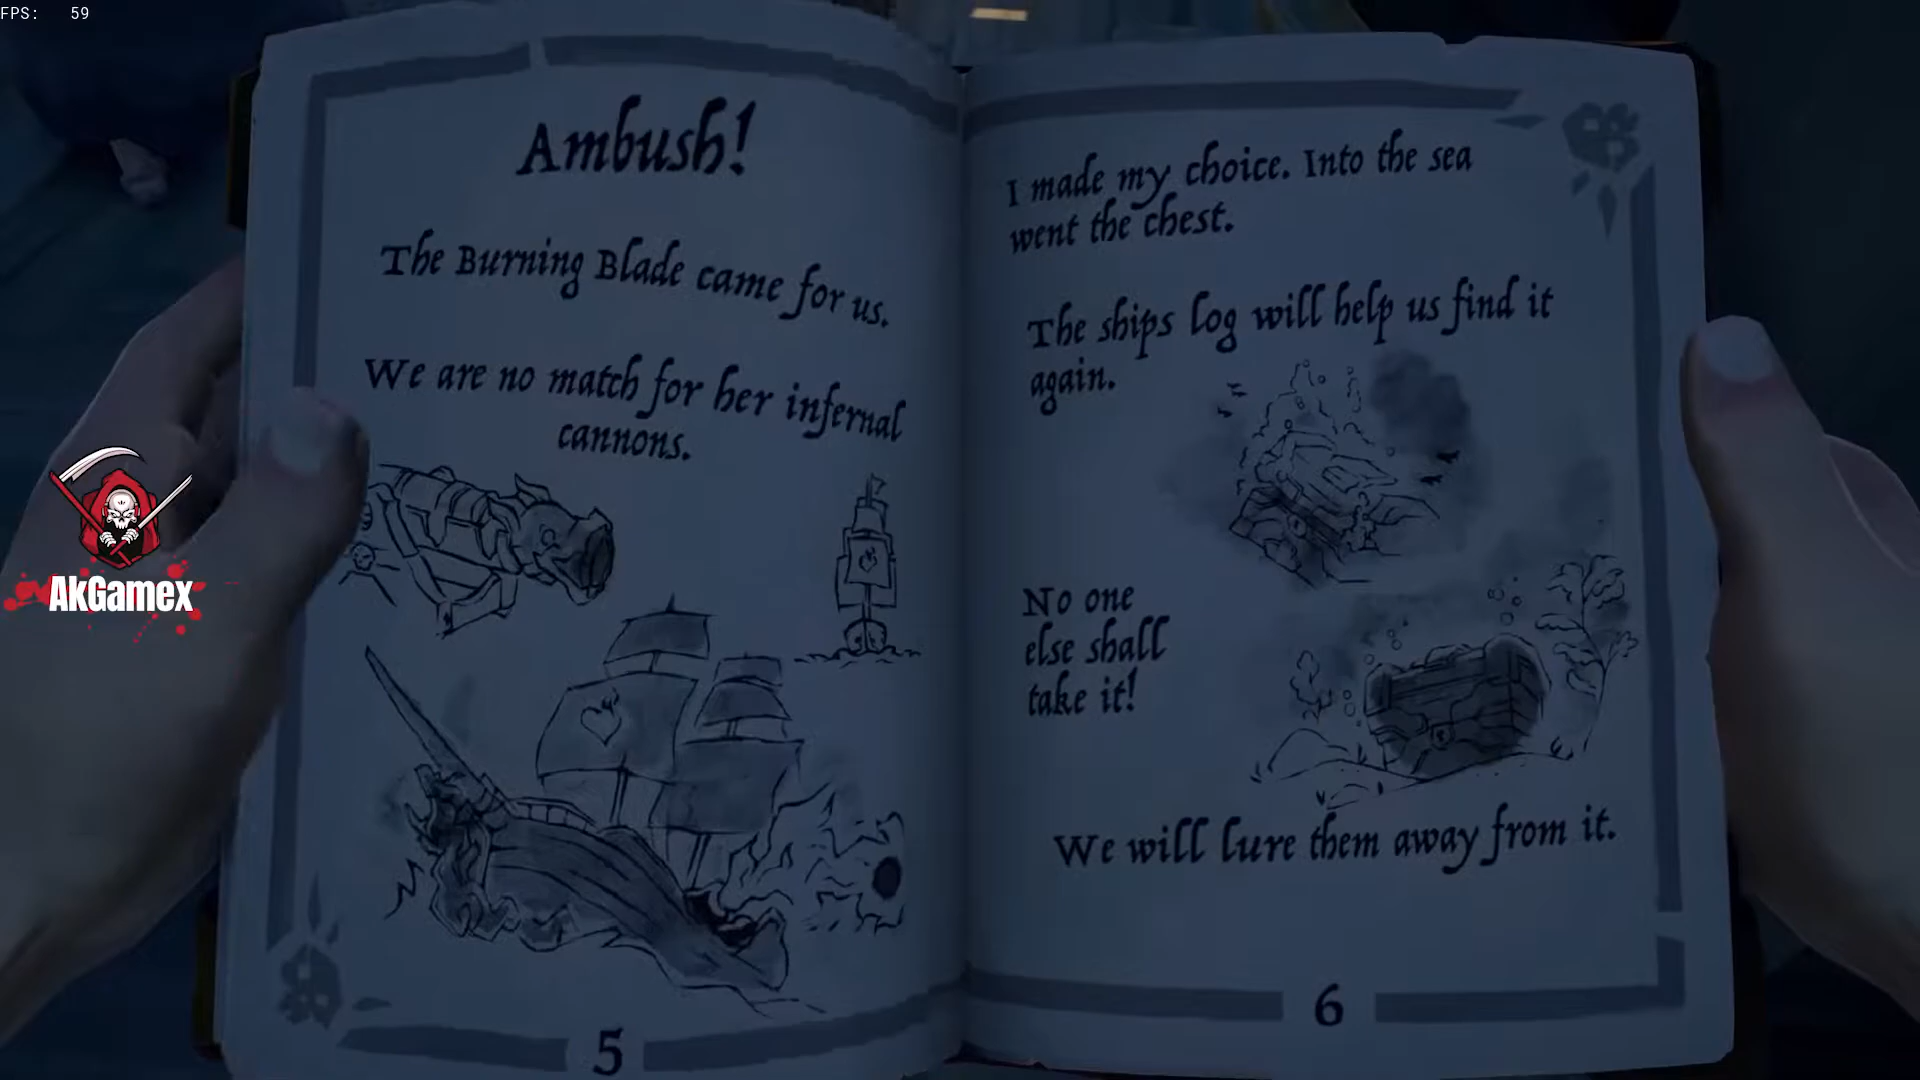 FPS: 59
Ambush!
The Burning Blade came for us.
We are no match for her infernal
cannons.
5
I made my choice. Into the sea
went the chest.
The ships log will help us find it
again.
No one
else shall
take it!
We will lure them away from it.
6
AkGamex